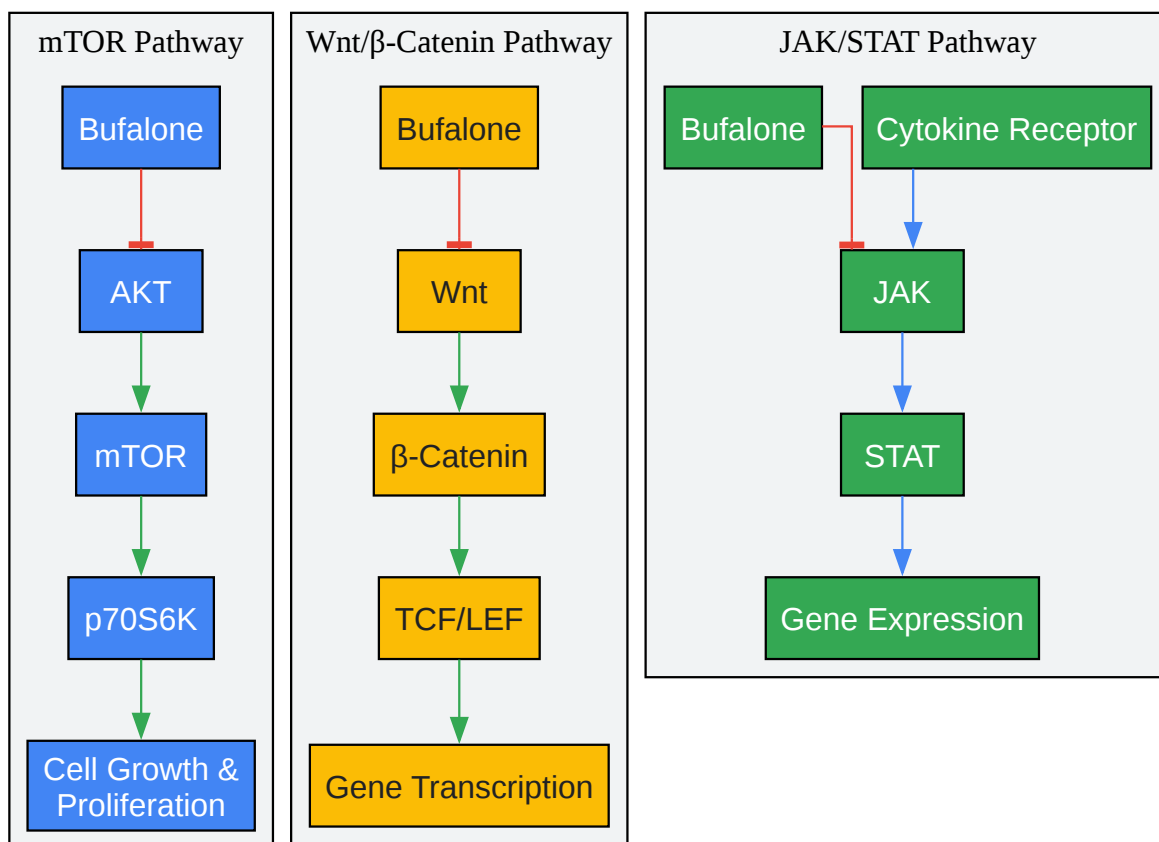 mTOR Pathway
Bufalone
AKT
mTOR
p70S6K
Cell Growth &
Proliferation
Wnt/β-Catenin Pathway
Bufalone
Wnt
β-Catenin
TCF/LEF
Gene Transcription
JAK/STAT Pathway
Bufalone
Cytokine Receptor
JAK
STAT
Gene Expression